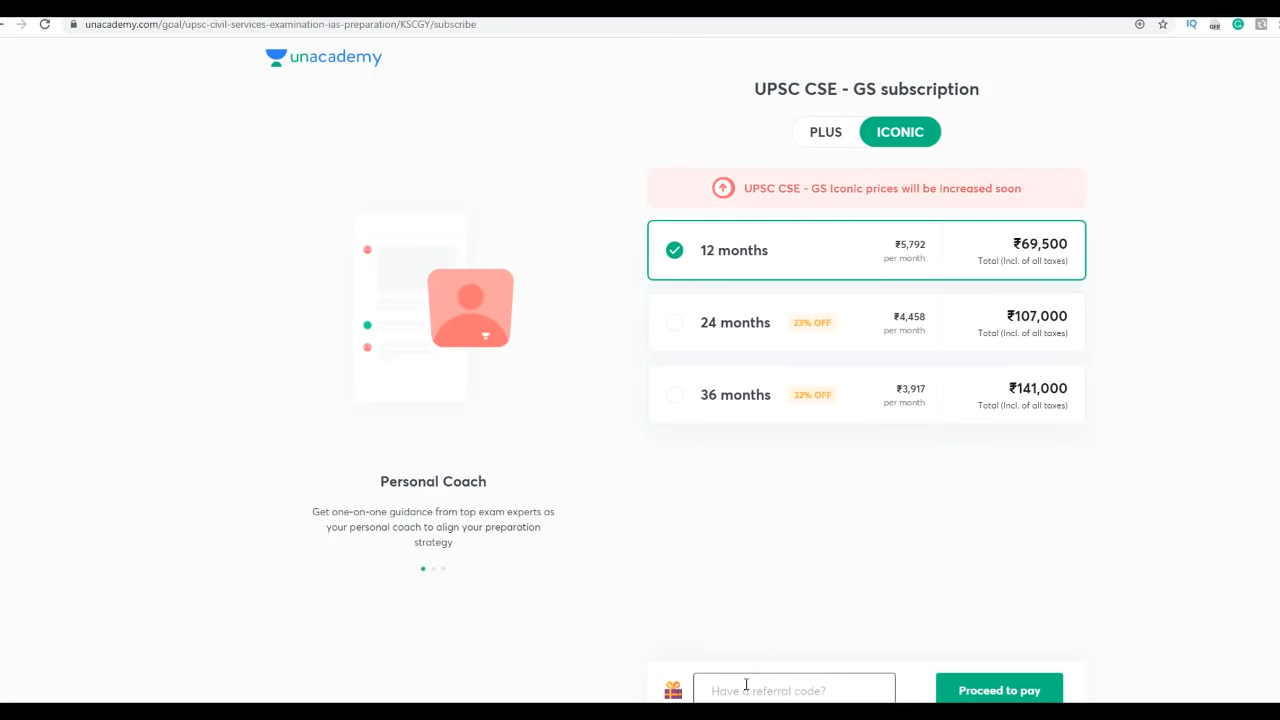 unacademy.com/goal/upsc-civil-services-examination-ias-preparation/KSCGY/subscribe
unacademy
UPSC CSE - GS subscription
PLUS
ICONIC
UPSC CSE - GS Iconic prices will be increased soon
12 months
₹5,792
per month
₹69,500
Total (Incl. of all taxes)
24 months
23% OFF
₹4,458
per month
₹107,000
Total (Incl. of all taxes)
36 months
32% OFF
₹3,917
per month
₹141,000
Total (Incl. of all taxes)
Personal Coach
Get one-on-one guidance from top exam experts as
your personal coach to align your preparation
strategy
Have a referral code?
Proceed to pay